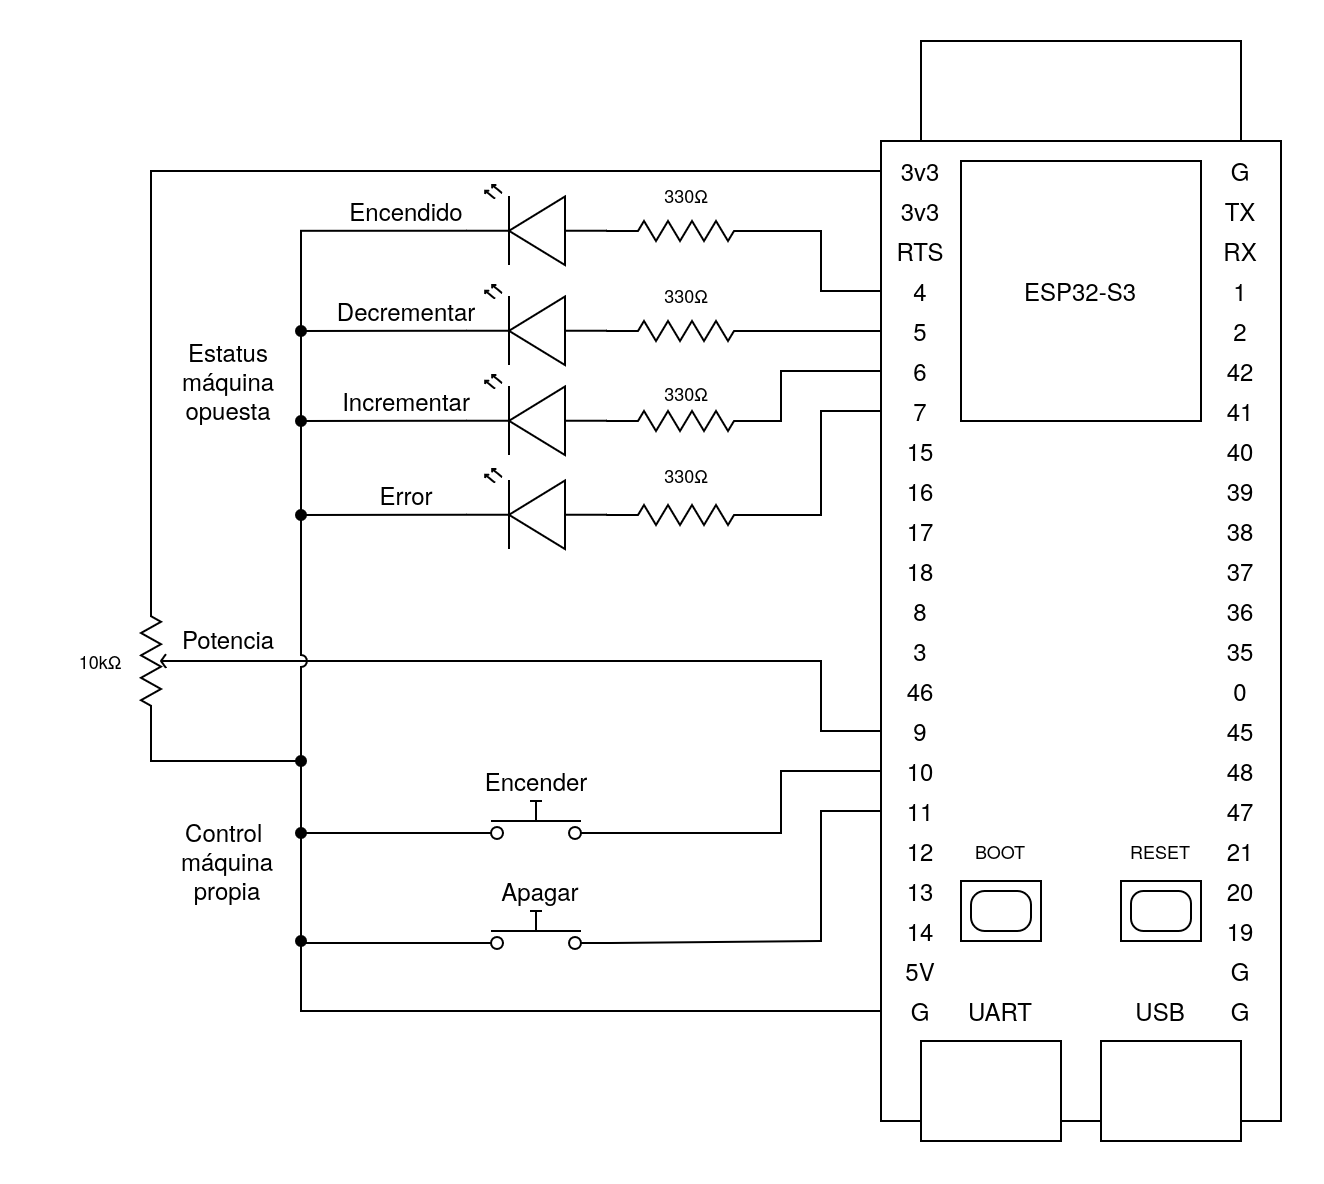 3v3
G
330Ω
Encendido
3v3
TX
RTS
RX
330Ω
4
ESP32-S3
1
Decrementar
5
2
Estatus
máquina
opuesta
6
42
330Ω
Incrementar
7
41
15
40
330Ω
Error
16
39
17
38
18
37
8
36
Potencia
10kΩ
3
35
46
0
9
45
Encender
10
48
11
47
Control
máquina
propia
12
BOOT
RESET
21
Apagar
13
20
14
19
5V
G
G
UART
USB
G